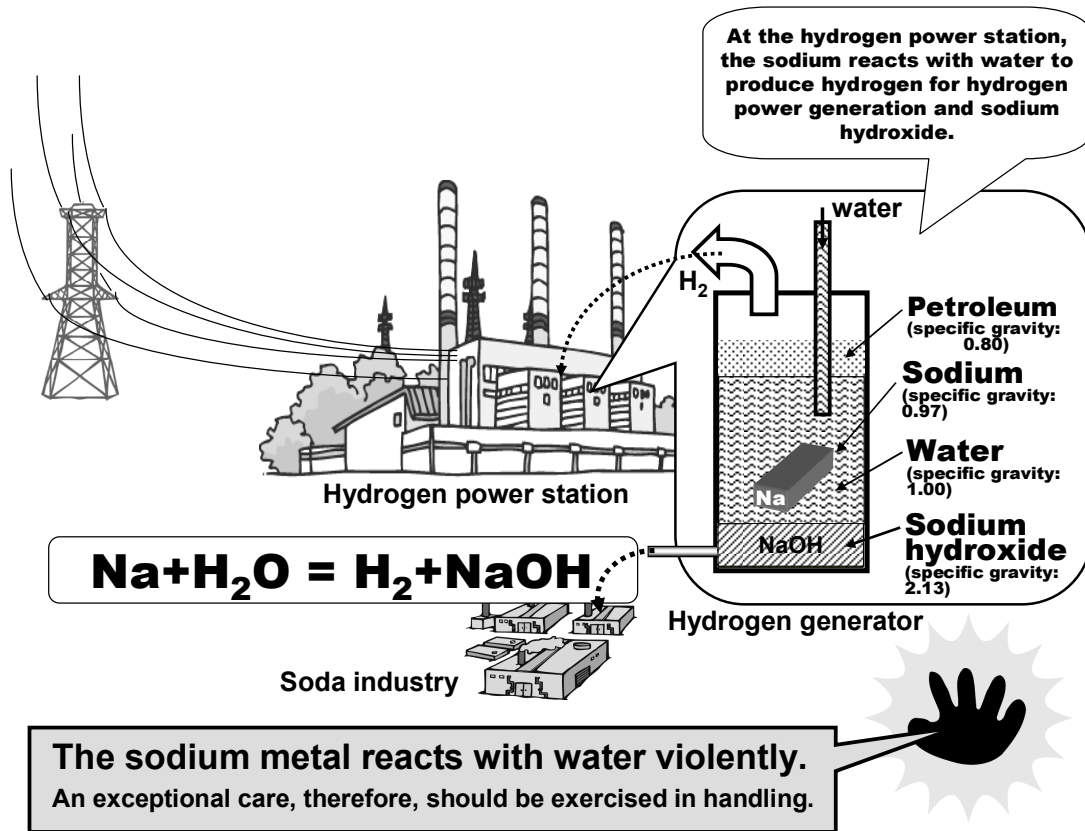 At the hydrogen power station,
the sodium reacts with water to
produce hydrogen for hydrogen
power generation and sodium
hydroxide.
water
H₂
Petroleum
(specific gravity:
0.80)
Sodium
(specific gravity:
0.97)
Water
(specific gravity:
1.00)
Na
Sodium
hydroxide
(specific gravity:
2.13)
NaOH
Hydrogen power station
Na+H₂O = H₂+NaOH
Hydrogen generator
Soda industry
The sodium metal reacts with water violently.
An exceptional care, therefore, should be exercised in handling.